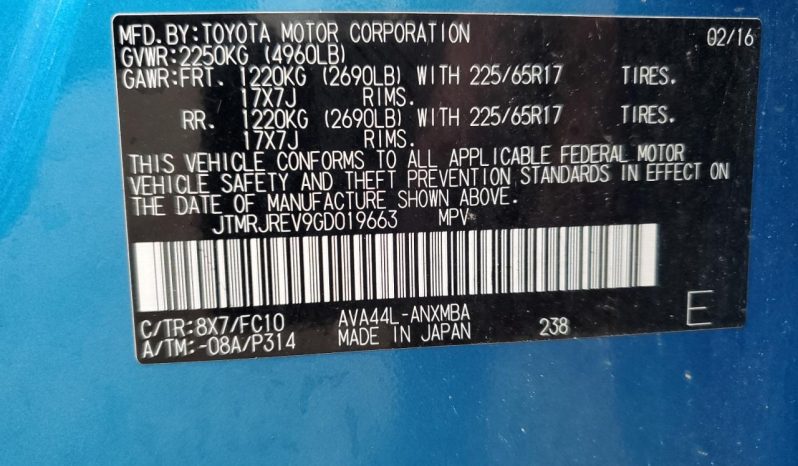 MFD.BY:TOYOTA MOTOR CORPORATION 02/16
GVWR:2250KG (4960LB)
GAWR:FRT. 1220KG (2690LB) WITH 225/65R17 TIRES.
17X7J RIMS.
RR. 1220KG (2690LB) WITH 225/65R17 TIRES.
17X7J RIMS.
THIS VEHICLE CONFORMS TO ALL APPLICABLE FEDERAL MOTOR
VEHICLE SAFETY AND THEFT PREVENTION STANDARDS IN EFFECT ON
THE DATE OF MANUFACTURE SHOWN ABOVE.
JTMRJREV9GD019663 MPV
C/TR:8X7/FC10 AVA44L-ANXMBA
A/TM:-08A/P314 MADE IN JAPAN 238 E